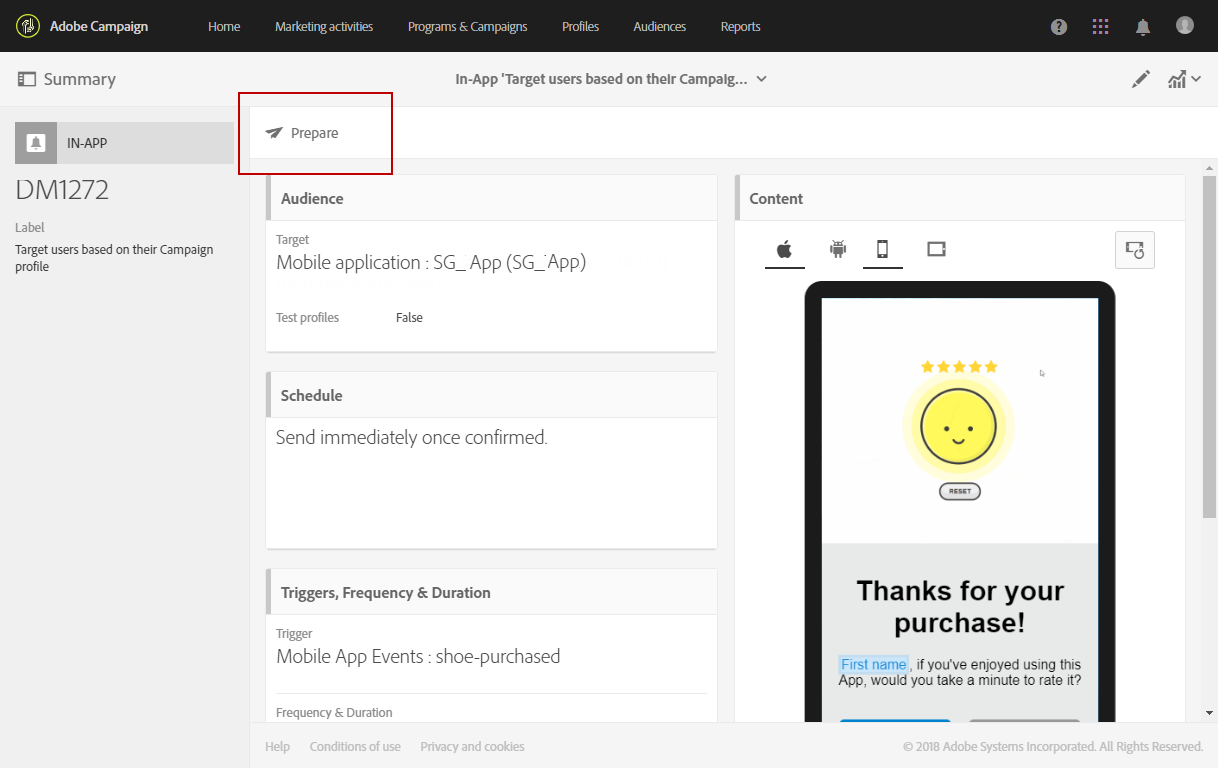 Adobe Campaign Home Marketing activities Programs & Campaigns Profiles Audiences Reports
Summary
In-App 'Target users based on their Campaig...
Prepare
IN-APP
DM1272
Label
Target users based on their Campaign
profile
Audience
Target
Mobile application : SG_ App (SG_ App)
Test profiles False
Schedule
Send immediately once confirmed.
Triggers, Frequency & Duration
Trigger
Mobile App Events : shoe-purchased
Frequency & Duration
Content
RESET
Thanks for your
purchase!
First name , if you've enjoyed using this
App, would you take a minute to rate it?
Help Conditions of use Privacy and cookies
© 2018 Adobe Systems Incorporated. All Rights Reserved.